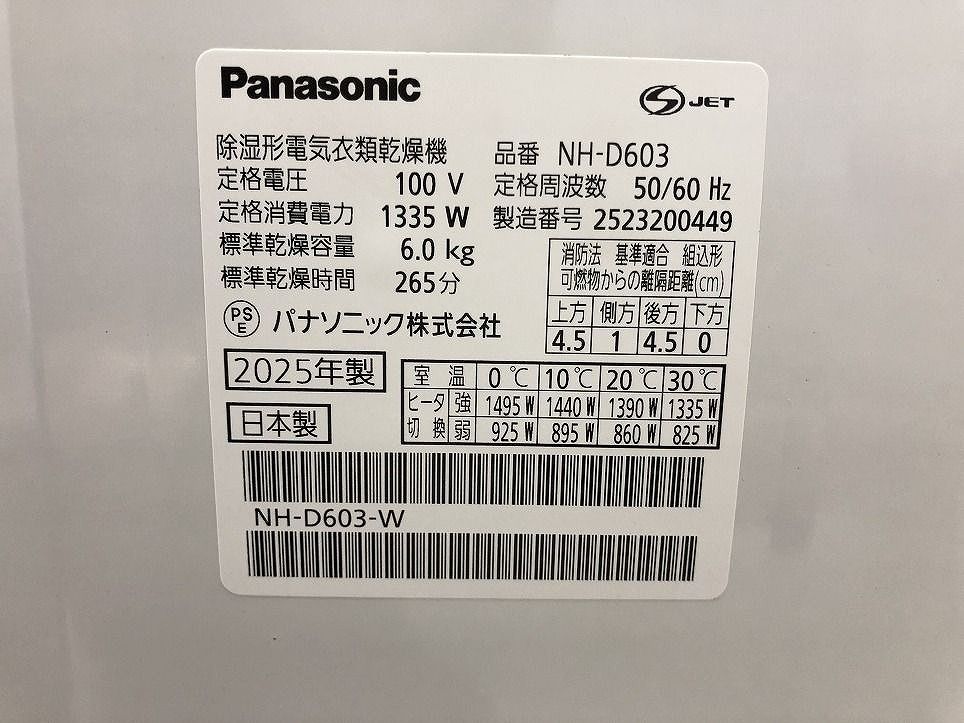 Panasonic
S JET
除湿形電気衣類乾燥機 品番 NH-D603
定格電圧 100 V 定格周波数 50/60 Hz
定格消費電力 1335 W 製造番号 2523200449
標準乾燥容量 6.0 kg
標準乾燥時間 265分
消防法 基準適合 組込形
可燃物からの離隔距離(cm)
上方 側方 後方 下方
4.5 1 4.5 0
PS
E パナソニック株式会社
2025年製
日本製
室温 0℃ 10℃ 20℃ 30℃
ヒータ 強 1495 W 1440 W 1390 W 1335 W
切換 弱 925 W 895 W 860 W 825 W
NH-D603-W